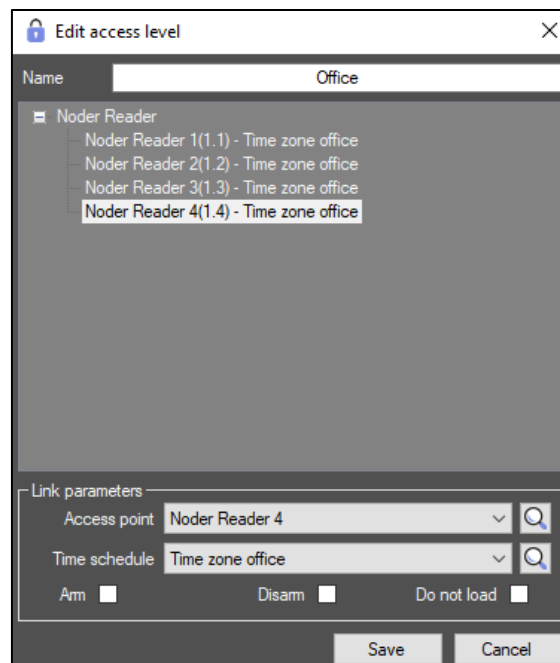 Edit access level
Name Office
Noder Reader
Noder Reader 1(1.1) - Time zone office
Noder Reader 2(1.2) - Time zone office
Noder Reader 3(1.3) - Time zone office
Noder Reader 4(1.4) - Time zone office
Link parameters
Access point Noder Reader 4
Time schedule Time zone office
Arm Disarm Do not load
Save Cancel